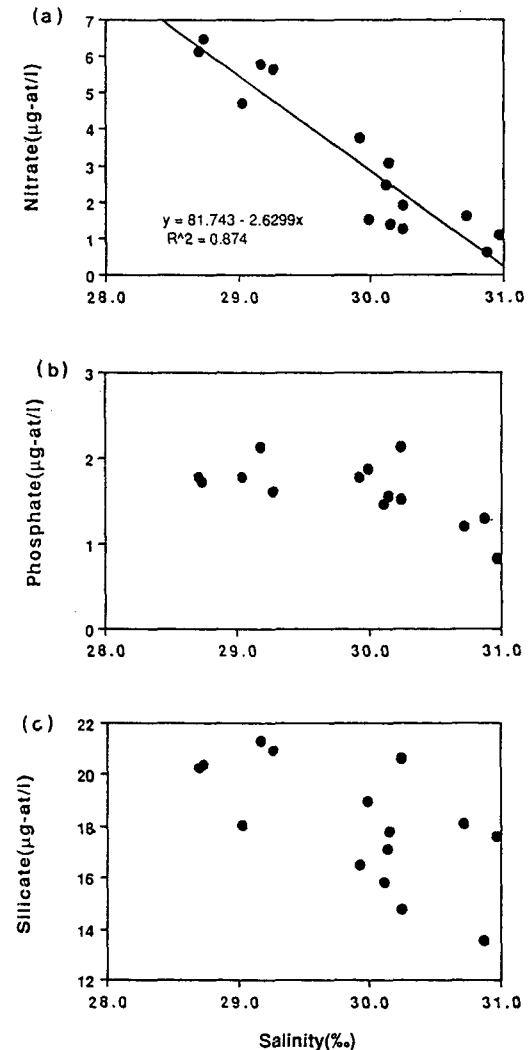 (a)
7
6
5
4
3
2
1
0
Nitrate(µg-at/l)
y = 81.743 - 2.6299x
R^2 = 0.874
28.0 29.0 30.0 31.0
(b)
3
2
1
0
Phosphate(µg-at/l)
28.0 29.0 30.0 31.0
(c)
22
20
18
16
14
12
Silicate(µg-at/l)
28.0 29.0 30.0 31.0
Salinity(‰)